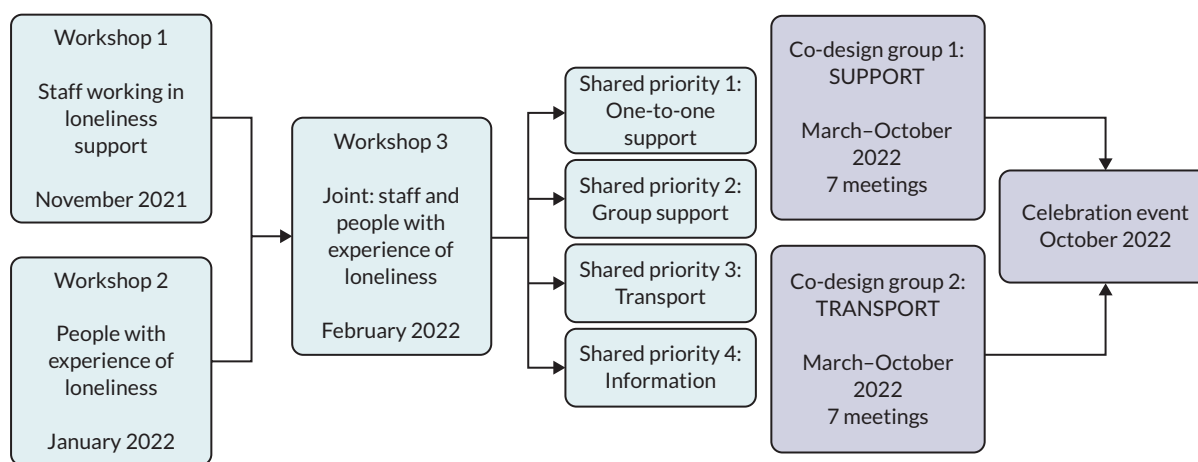 Workshop 1
Staff working in
loneliness
support
November 2021
Workshop 2
People with
experience of
loneliness
January 2022
Workshop 3
Joint: staff and
people with
experience of
loneliness
February 2022
Shared priority 1:
One-to-one
support
Shared priority 2:
Group support
Shared priority 3:
Transport
Shared priority 4:
Information
Co-design group 1:
SUPPORT
March–October
2022
7 meetings
Co-design group 2:
TRANSPORT
March–October
2022
7 meetings
Celebration event
October 2022